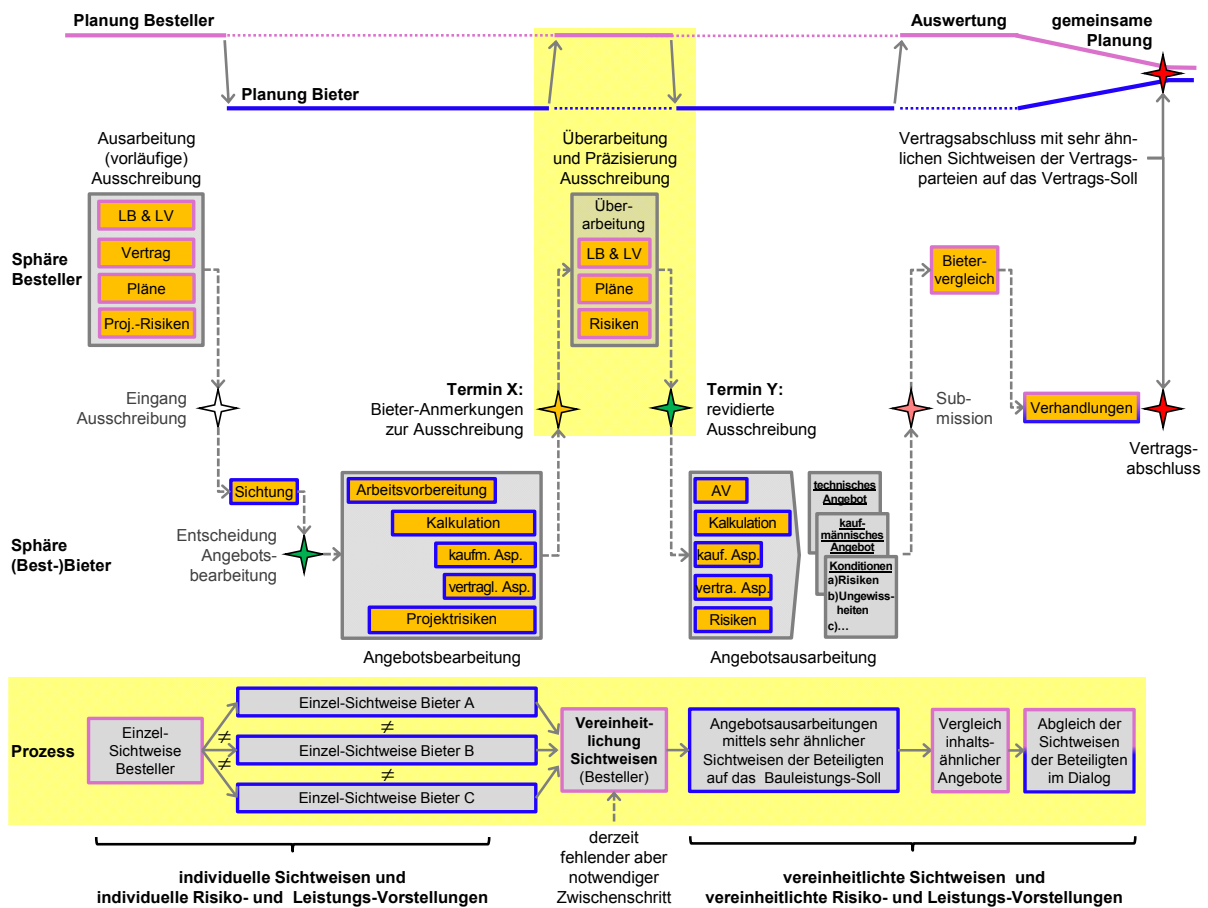 Planung Besteller
Auswertung
gemeinsame
Planung
Planung Bieter
Ausarbeitung
(vorläufige)
Ausschreibung
Überarbeitung
und Präzisierung
Ausschreibung
Vertragsabschluss mit sehr ähn-
lichen Sichtweisen der Vertrags-
parteien auf das Vertrags-Soll
Sphäre
Besteller
LB & LV
Vertrag
Pläne
Proj.-Risiken
Über-
arbeitung
LB & LV
Pläne
Risiken
Bieter-
vergleich
Eingang
Ausschreibung
Termin X:
Bieter-Anmerkungen
zur Ausschreibung
Termin Y:
revidierte
Ausschreibung
Sub-
mission
Verhandlungen
Vertrags-
abschluss
Sphäre
(Best-)Bieter
Sichtung
Entscheidung
Angebots-
bearbeitung
Arbeitsvorbereitung
Kalkulation
kaufm. Asp.
vertragl. Asp.
Projektrisiken
Angebotsbearbeitung
AV
Kalkulation
kauf. Asp.
vertra. Asp.
Risiken
Angebotsausarbeitung
technisches
Angebot
kauf-
männisches
Angebot
Konditionen
a)Risiken
b)Ungewiss-
heiten
c)…
Prozess
Einzel-
Sichtweise
Besteller
≠
≠
Einzel-Sichtweise Bieter A
≠
Einzel-Sichtweise Bieter B
≠
Einzel-Sichtweise Bieter C
Vereinheit-
lichung
Sichtweisen
(Besteller)
Angebotsausarbeitungen
mittels sehr ähnlicher
Sichtweisen der Beteiligten
auf das Bauleistungs-Soll
Vergleich
inhalts-
ähnlicher
Angebote
Abgleich der
Sichtweisen
der Beteiligten
im Dialog
individuelle Sichtweisen und
individuelle Risiko- und Leistungs-Vorstellungen
derzeit
fehlender aber
notwendiger
Zwischenschritt
vereinheitlichte Sichtweisen und
vereinheitlichte Risiko- und Leistungs-Vorstellungen